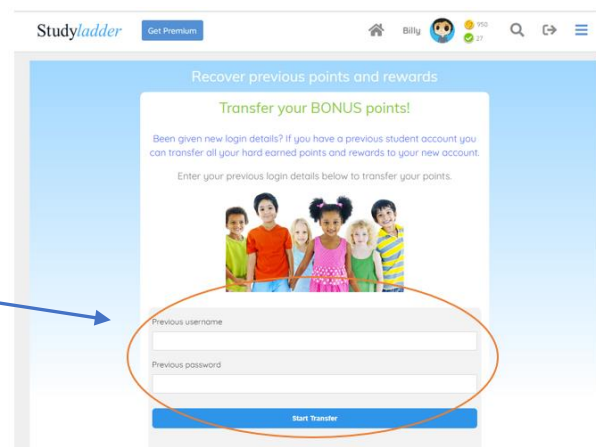 Studyladder Get Premium Billy 950
27
Recover previous points and rewards
Transfer your BONUS points!
Been given new login details? If you have a previous student account you
can transfer all your hard earned points and rewards to your new account.
Enter your previous login details below to transfer your points.
Previous username
Previous password
Start Transfer